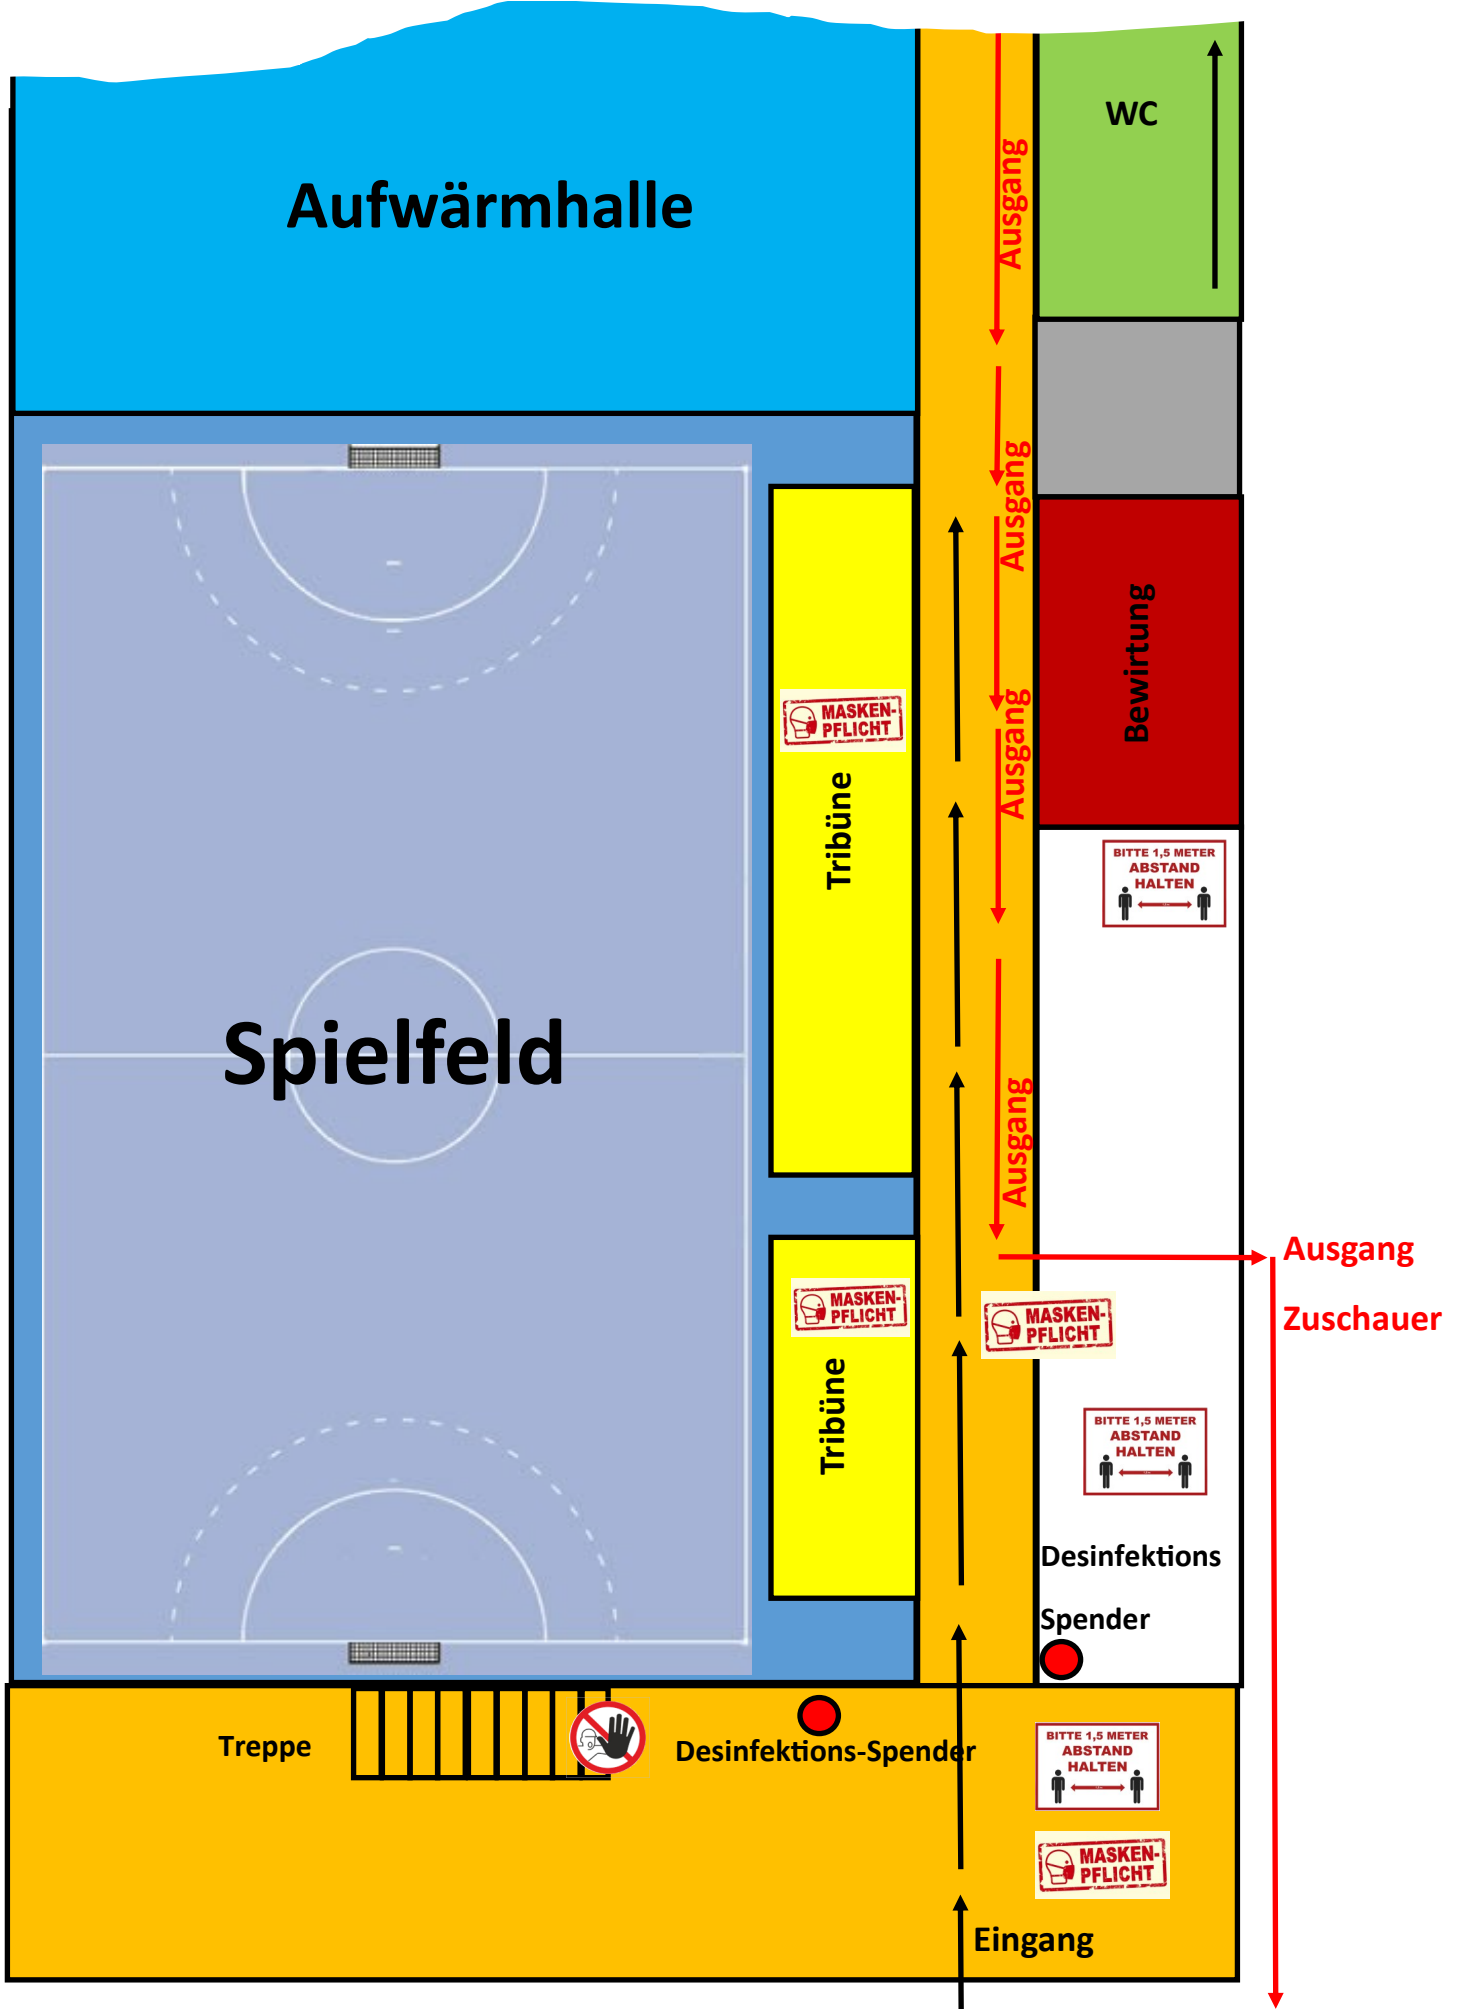 WC
Ausgang
Aufwärmhalle
Ausgang
Bewirtung
MASKEN-
PFLICHT
Ausgang
Tribüne
BITTE 1,5 METER
ABSTAND
HALTEN
Spielfeld
Ausgang
Ausgang
Zuschauer
MASKEN-
PFLICHT
MASKEN-
PFLICHT
Tribüne
BITTE 1,5 METER
ABSTAND
HALTEN
Desinfektions
Spender
Treppe
Desinfektions-Spender
BITTE 1,5 METER
ABSTAND
HALTEN
MASKEN-
PFLICHT
Eingang